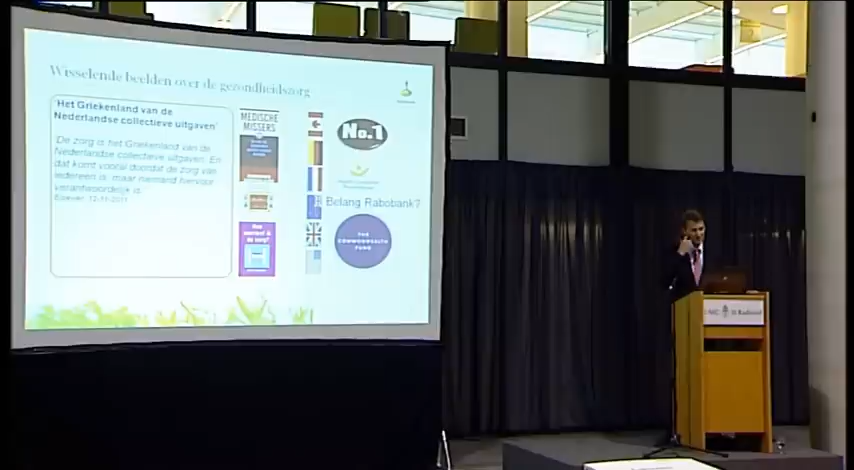 Wisselende beelden over de gezondheidszorg
'Het Griekenland van de
Nederlandse collectieve uitgaven'
'De zorg is het Griekenland van de
Nederlandse collectieve uitgaven. En
dat komt vooral doordat de zorg van
iedereen is, maar niemand hiervoor
verantwoordelijk is.'
Elsevier, 12-11-2011
MEDISCHE
MISSERS
No.1
Belang Rabobank?
THE
COMMONWEALTH
FUND
UMC St Radboud